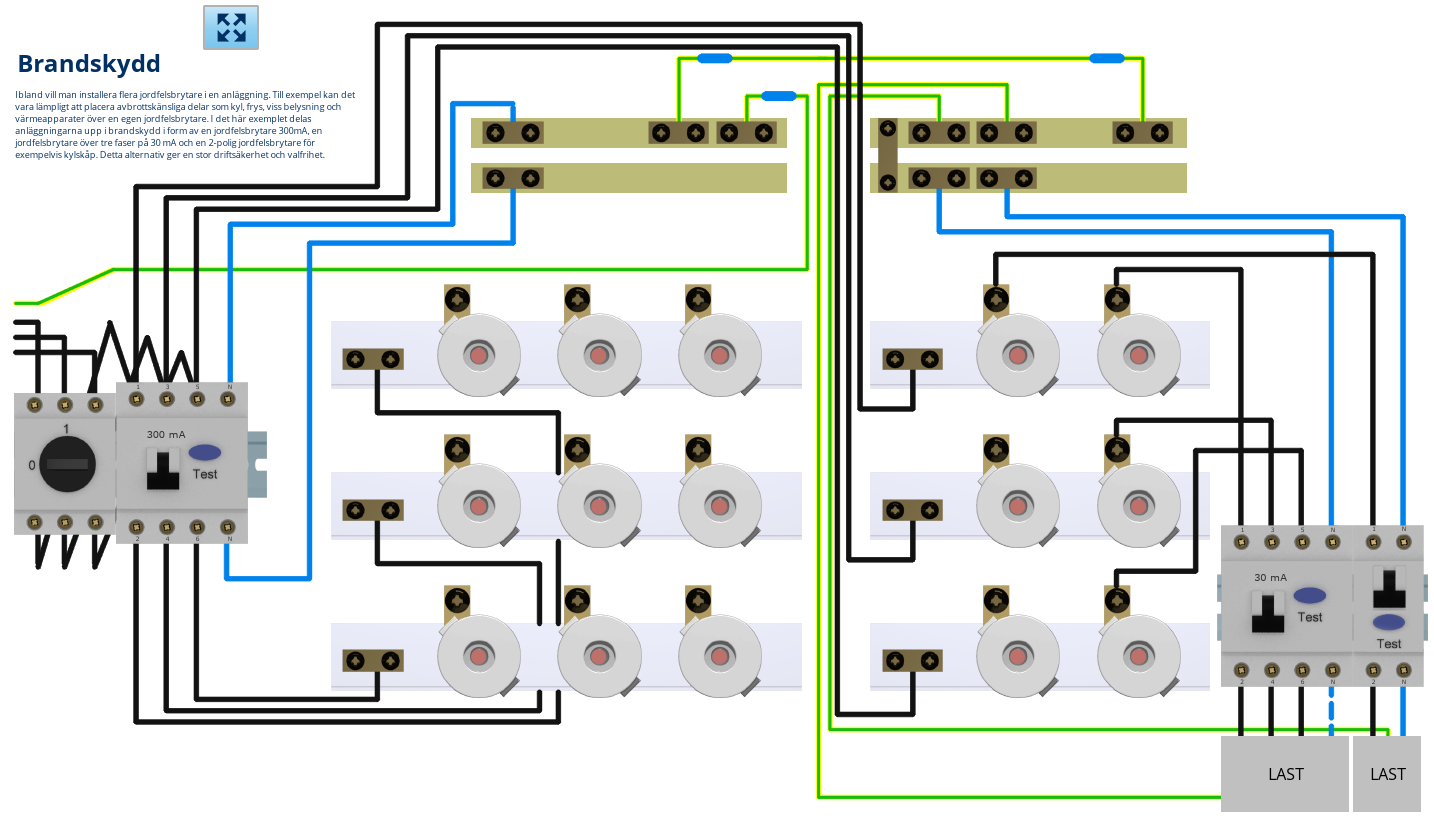 Brandskydd
Ibland vill man installera flera jordfelsbrytare i en anläggning. Till exempel kan det
vara lämpligt att placera avbrottskänsliga delar som kyl, frys, viss belysning och
värmeapparater över en egen jordfelsbrytare. I det här exemplet delas
anläggningarna upp i brandskydd i form av en jordfelsbrytare 300mA, en
jordfelsbrytare över tre faser på 30 mA och en 2-polig jordfelsbrytare för
exempelvis kylskåp. Detta alternativ ger en stor driftsäkerhet och valfrihet.
1 3 5 N
1
0
300 mA
Test
2 4 6 N
1 3 5 N 1 N
30 mA
Test
Test
2 4 6 N 2 N
LAST LAST